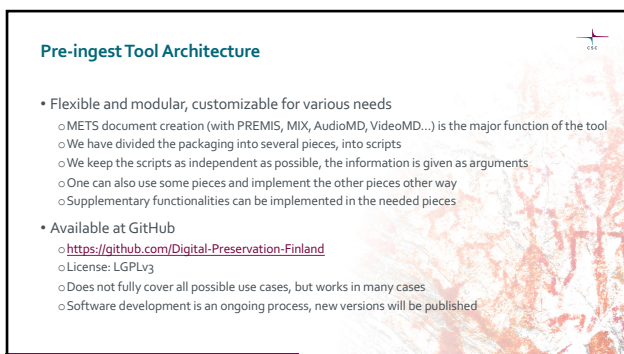 Pre-ingest Tool Architecture
CSC
• Flexible and modular, customizable for various needs
o METS document creation (with PREMIS, MIX, AudioMD, VideoMD...) is the major function of the tool
o We have divided the packaging into several pieces, into scripts
o We keep the scripts as independent as possible, the information is given as arguments
o One can also use some pieces and implement the other pieces other way
o Supplementary functionalities can be implemented in the needed pieces
• Available at GitHub
o https://github.com/Digital-Preservation-Finland
o License: LGPLv3
o Does not fully cover all possible use cases, but works in many cases
o Software development is an ongoing process, new versions will be published